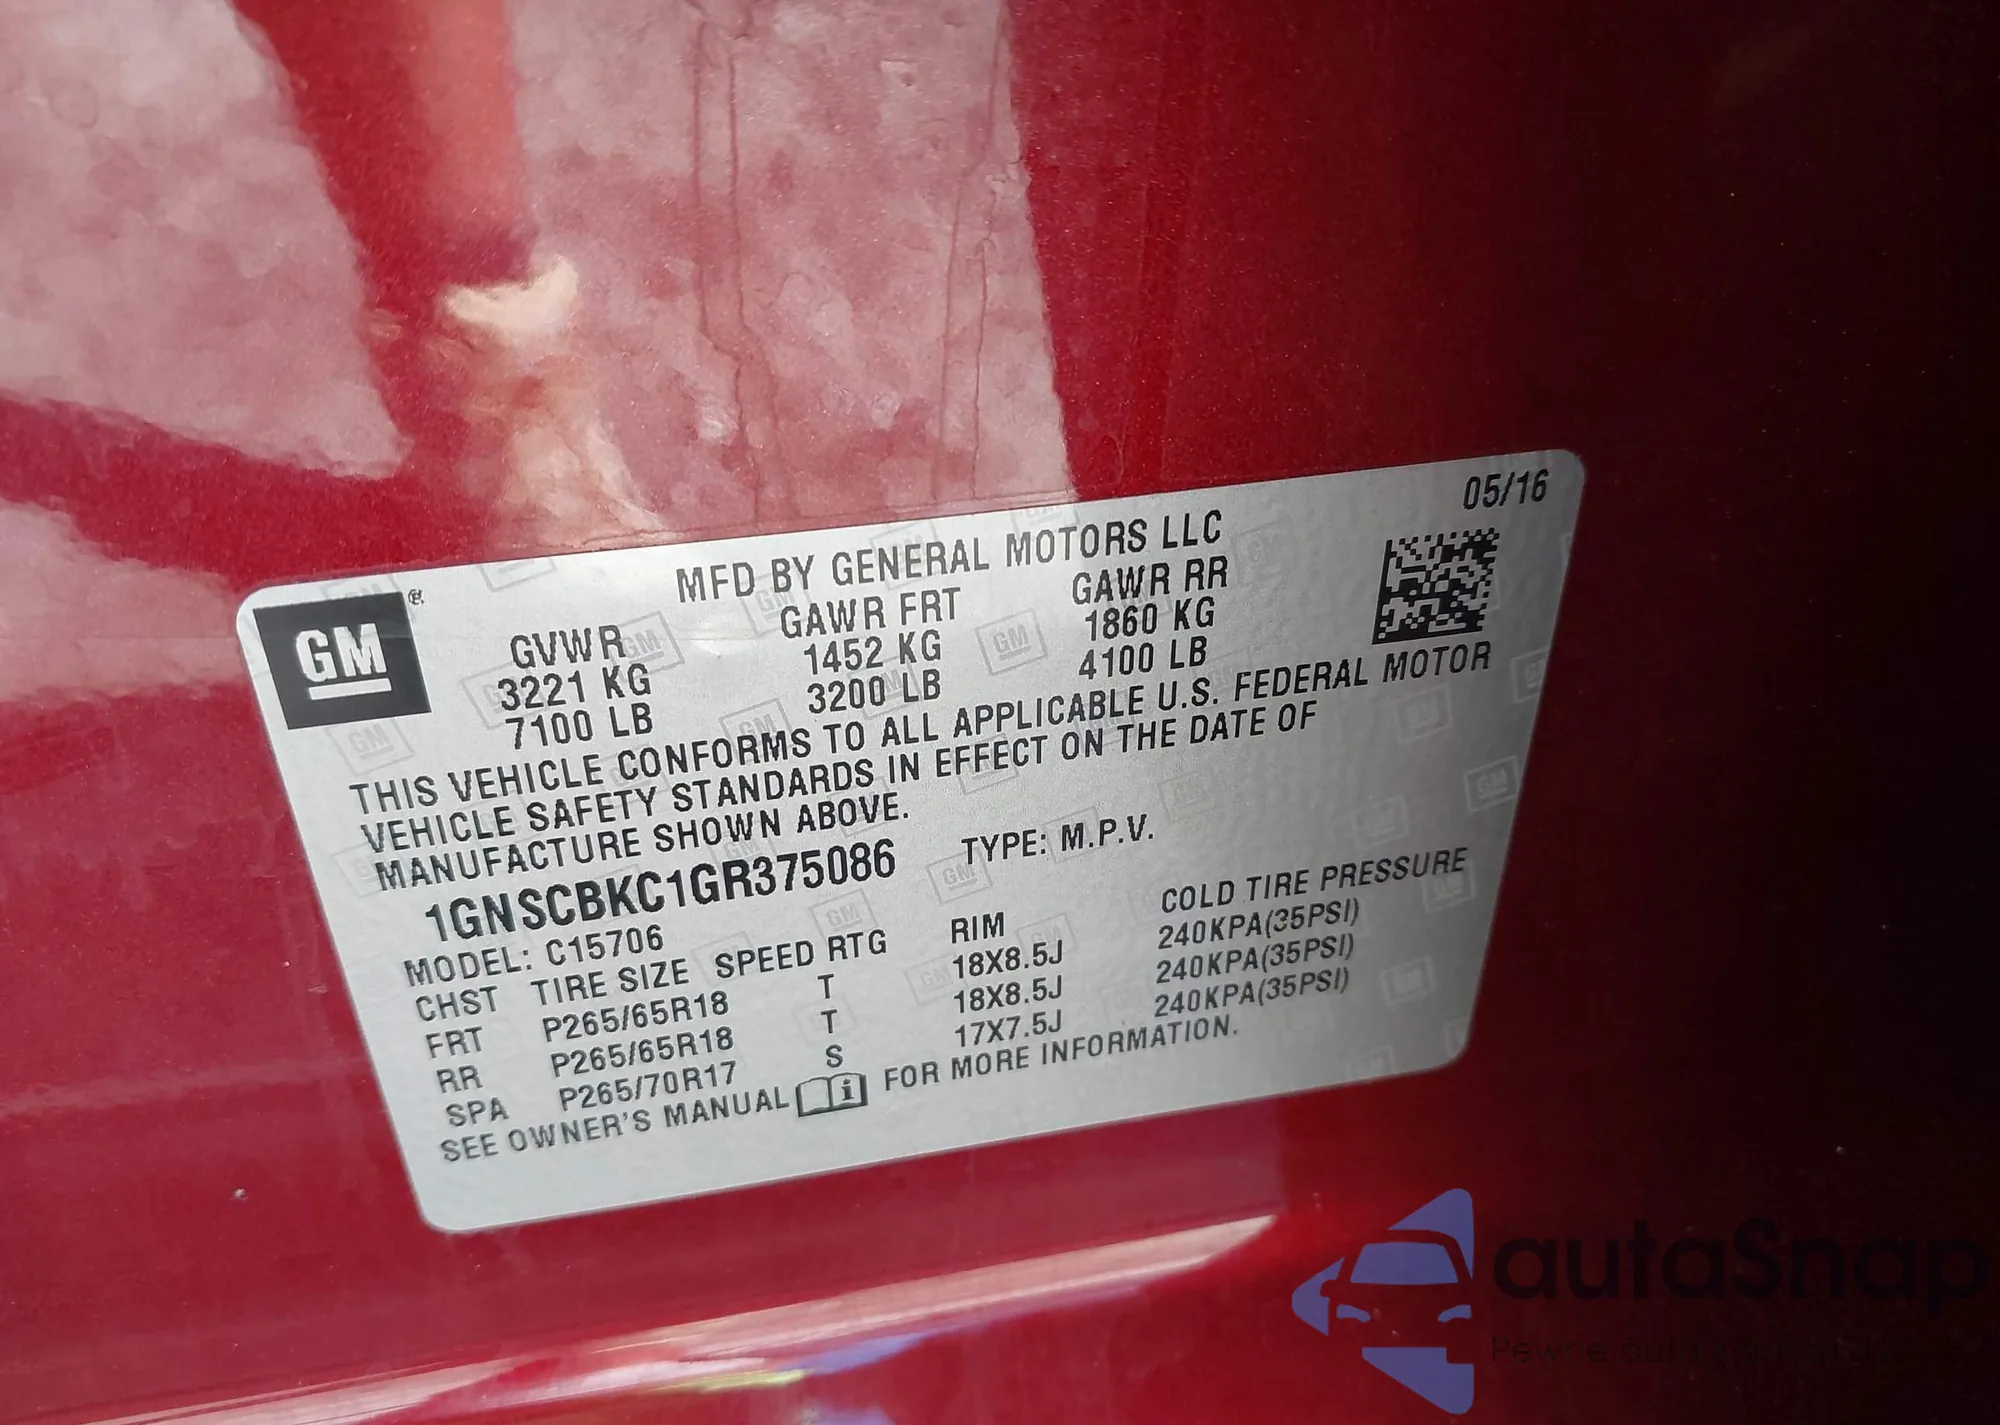 05/16
GM
MFD BY GENERAL MOTORS LLC
GVWR GAWR FRT GAWR RR
3221 KG 1452 KG 1860 KG
7100 LB 3200 LB 4100 LB
THIS VEHICLE CONFORMS TO ALL APPLICABLE U.S. FEDERAL MOTOR
VEHICLE SAFETY STANDARDS IN EFFECT ON THE DATE OF
MANUFACTURE SHOWN ABOVE.
1GNSCBKC1GR375086 TYPE: M.P.V.
MODEL: C15706
CHST TIRE SIZE SPEED RTG RIM COLD TIRE PRESSURE
FRT P265/65R18 T 18X8.5J 240KPA(35PSI)
RR P265/65R18 T 18X8.5J 240KPA(35PSI)
SPA P265/70R17 S 17X7.5J 240KPA(35PSI)
SEE OWNER'S MANUAL i FOR MORE INFORMATION.
autaSnap